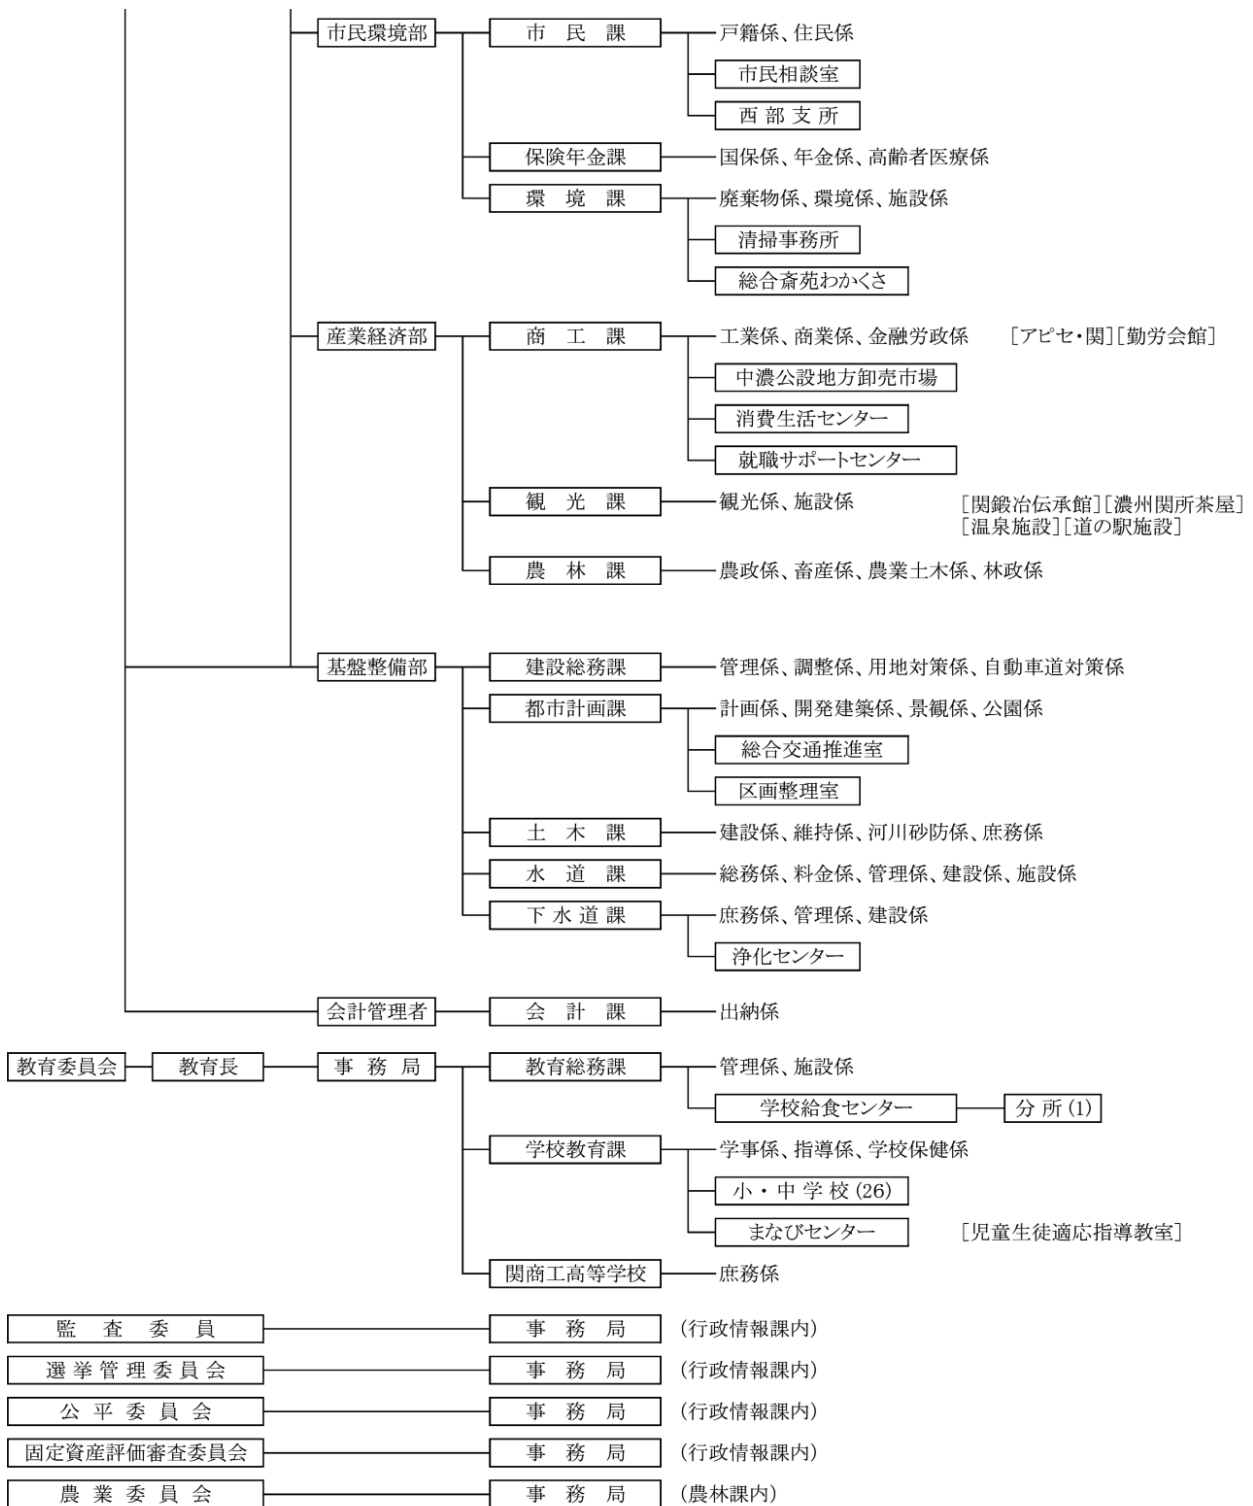 市民環境部 市民課 戸籍係、住民係
市民相談室
西部支所
保険年金課 国保係、年金係、高齢者医療係
環境課 廃棄物係、環境係、施設係
清掃事務所
総合斎苑わかくさ
産業経済部 商工課 工業係、商業係、金融労政係 [アピセ・関][勤労会館]
中濃公設地方卸売市場
消費生活センター
就職サポートセンター
観光課 観光係、施設係 [関鍛冶伝承館][濃州関所茶屋]
[温泉施設][道の駅施設]
農林課 農政係、畜産係、農業土木係、林政係
基盤整備部 建設総務課 管理係、調整係、用地対策係、自動車道対策係
都市計画課 計画係、開発建築係、景観係、公園係
総合交通推進室
区画整理室
土木課 建設係、維持係、河川砂防係、庶務係
水道課 総務係、料金係、管理係、建設係、施設係
下水道課 庶務係、管理係、建設係
浄化センター
会計管理者 会計課 出納係
教育委員会 教育長 事務局 教育総務課 管理係、施設係
学校給食センター 分所(1)
学校教育課 学事係、指導係、学校保健係
小・中学校(26)
まなびセンター [児童生徒適応指導教室]
関商工高等学校 庶務係
監査委員 事務局 (行政情報課内)
選挙管理委員会 事務局 (行政情報課内)
公平委員会 事務局 (行政情報課内)
固定資産評価審査委員会 事務局 (行政情報課内)
農業委員会 事務局 (農林課内)